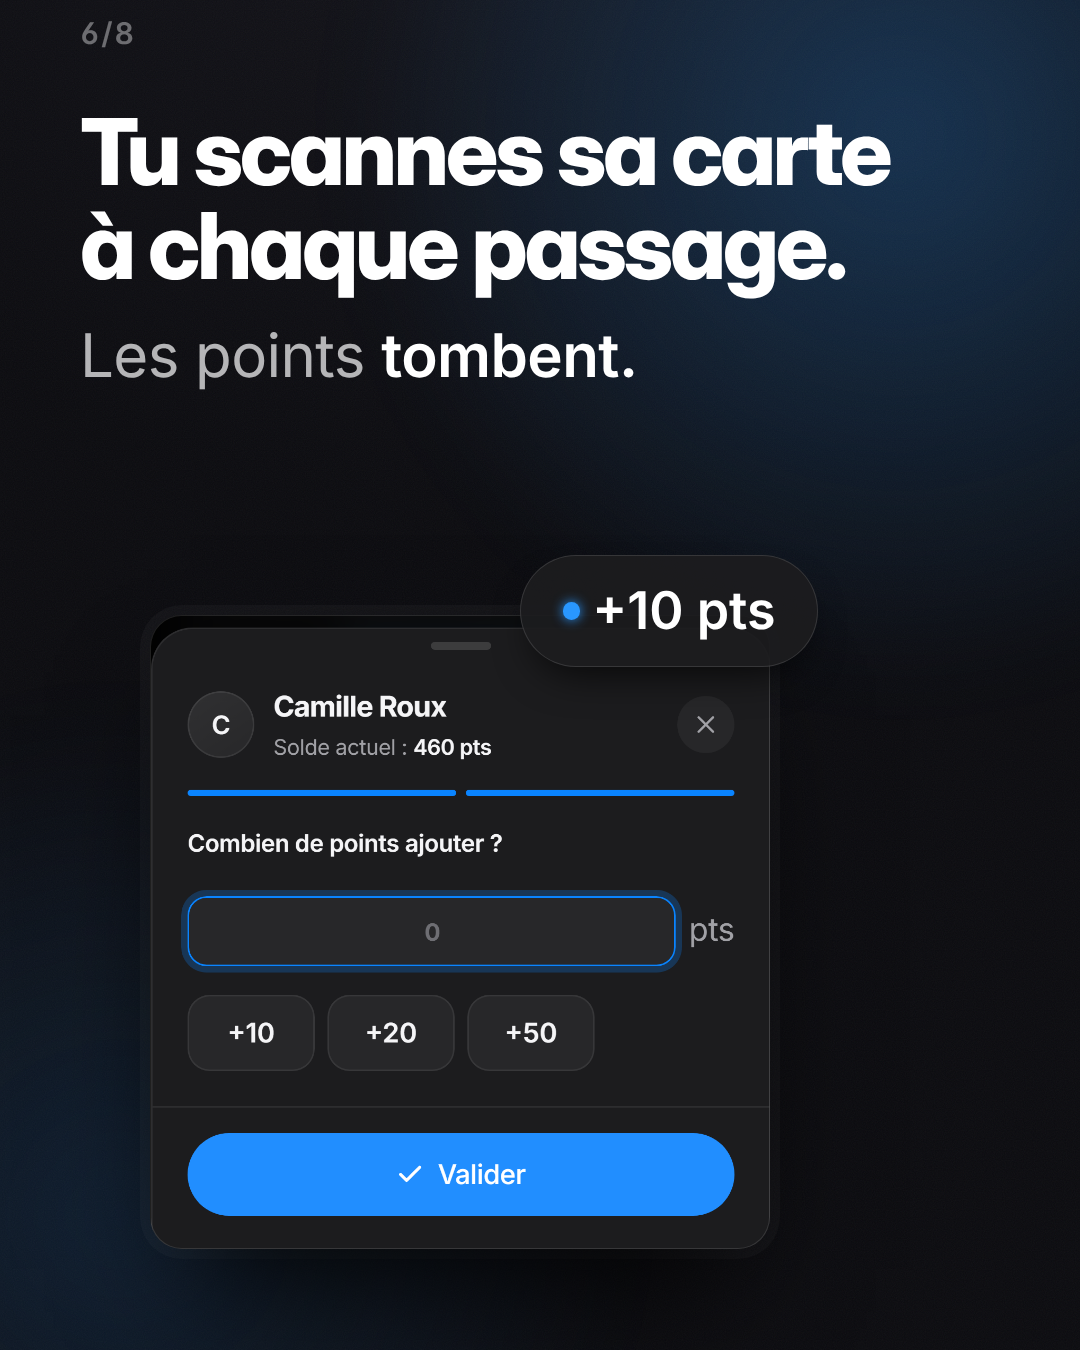 6/8
Tu scannes sa carte
à chaque passage.
Les points tombent.
+10 pts
C
Camille Roux
Solde actuel : 460 pts
Combien de points ajouter ?
0 pts
+10 +20 +50
Valider